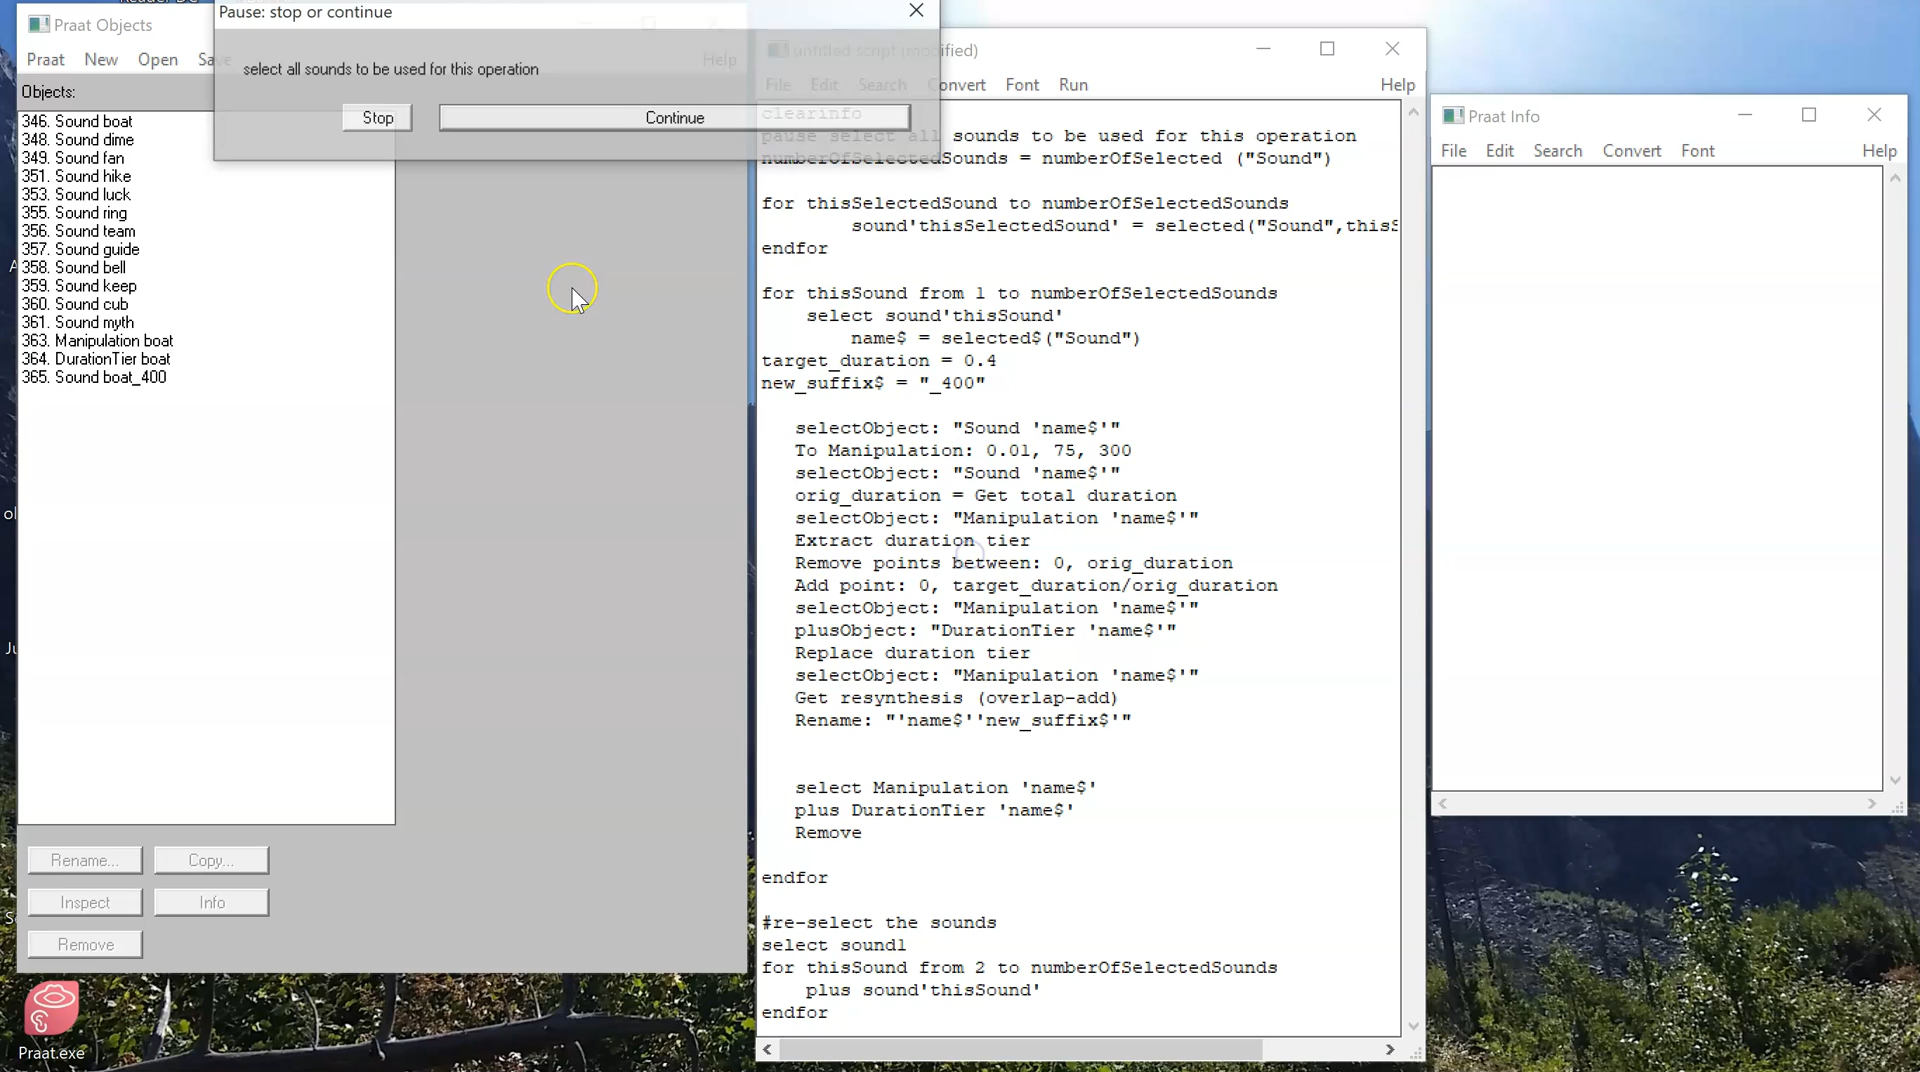 Reader DC
Pause: stop or continue
select all sounds to be used for this operation
Stop
Continue
Praat Objects
Praat New Open Help
Objects:
346. Sound boat
348. Sound dime
349. Sound fan
351. Sound hike
353. Sound luck
355. Sound ring
356. Sound team
357. Sound guide
358. Sound bell
359. Sound keep
360. Sound cub
361. Sound myth
363. Manipulation boat
364. DurationTier boat
365. Sound boat_400
Rename...
Copy...
Inspect
Info
Remove
Praat.exe
untitled script (modified)
File Edit Search Convert Font Run Help
clearinfo
pause select all sounds to be used for this operation
numberOfSelectedSounds = numberOfSelected ("Sound")
for thisSelectedSound to numberOfSelectedSounds
sound'thisSelectedSound' = selected("Sound",thisS
endfor
for thisSound from 1 to numberOfSelectedSounds
select sound'thisSound'
name$ = selected$("Sound")
target_duration = 0.4
new_suffix$ = "_400"
selectObject: "Sound 'name$'"
To Manipulation: 0.01, 75, 300
selectObject: "Sound 'name$'"
orig_duration = Get total duration
selectObject: "Manipulation 'name$'"
Extract duration tier
Remove points between: 0, orig_duration
Add point: 0, target_duration/orig_duration
selectObject: "Manipulation 'name$'"
plusObject: "DurationTier 'name$'"
Replace duration tier
selectObject: "Manipulation 'name$'"
Get resynthesis (overlap-add)
Rename: "'name$''new_suffix$'"
select Manipulation 'name$'
plus DurationTier 'name$'
Remove
endfor
#re-select the sounds
select sound1
for thisSound from 2 to numberOfSelectedSounds
plus sound'thisSound'
endfor
Praat Info
File Edit Search Convert Font Help